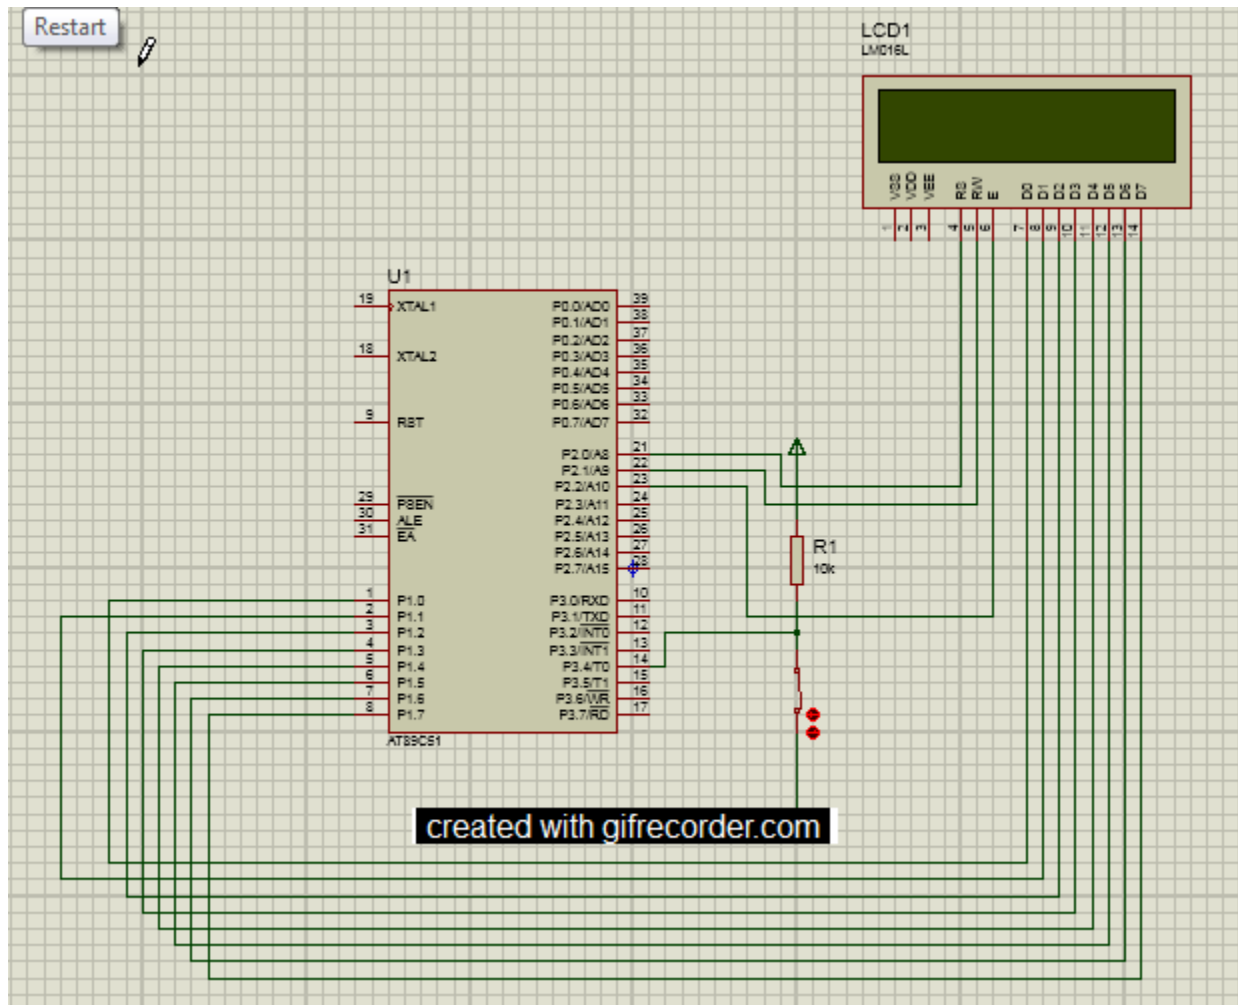 Restart
LCD1
LM016L
VSS
VDD
VEE
RS
RW
E
D0
D1
D2
D3
D4
D5
D6
D7
1
2
3
4
5
6
7
8
9
10
11
12
13
14
U1
19 XTAL1
18 XTAL2
9 RST
29 PSEN
30 ALE
31 EA
1 P1.0
2 P1.1
3 P1.2
4 P1.3
5 P1.4
6 P1.5
7 P1.6
8 P1.7
P0.0/AD0 39
P0.1/AD1 38
P0.2/AD2 37
P0.3/AD3 36
P0.4/AD4 35
P0.5/AD5 34
P0.6/AD6 33
P0.7/AD7 32
P2.0/A8 21
P2.1/A9 22
P2.2/A10 23
P2.3/A11 24
P2.4/A12 25
P2.5/A13 26
P2.6/A14 27
P2.7/A15 28
P3.0/RXD 10
P3.1/TXD 11
P3.2/INT0 12
P3.3/INT1 13
P3.4/T0 14
P3.5/T1 15
P3.6/WR 16
P3.7/RD 17
AT89C51
R1
10k
created with gifrecorder.com